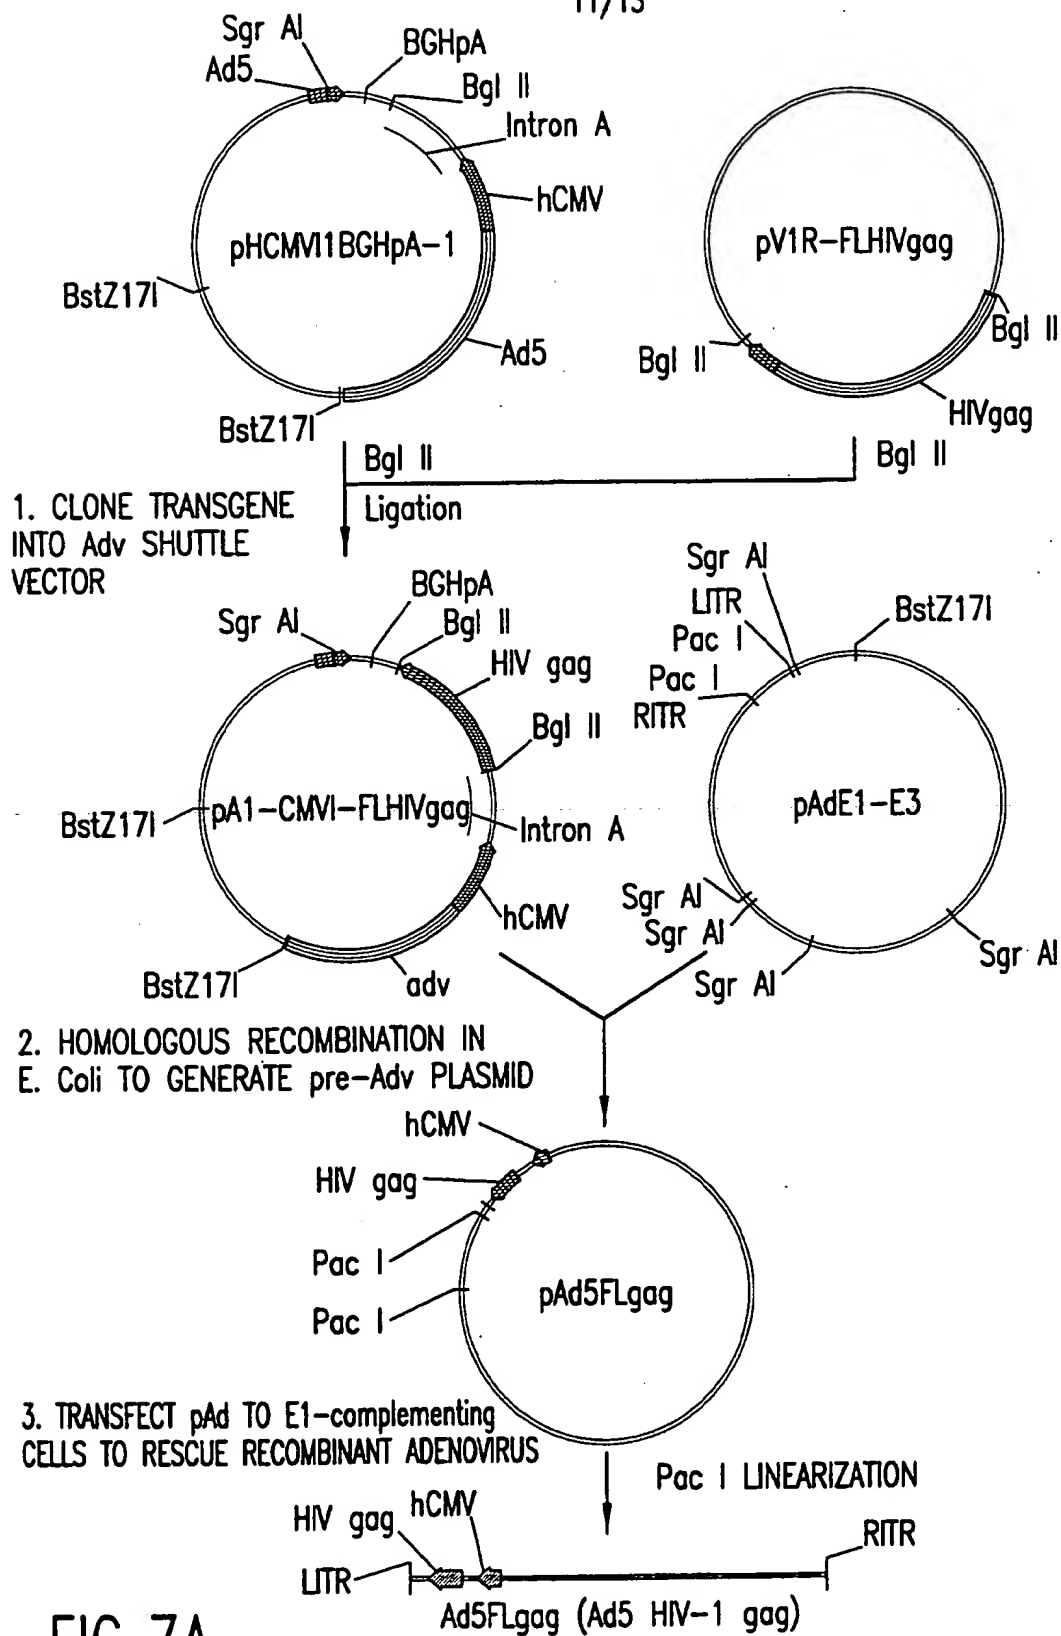 11/13
Sgr AI
BGHpA
Ad5
Bgl II
Intron A
hCMV
pHCMVI1BGHpA-1
pV1R-FLHIVgag
BstZ17I
Bgl II
Ad5
Bgl II
HIVgag
BstZ17I
Bgl II
Bgl II
1. CLONE TRANSGENE
INTO Adv SHUTTLE
VECTOR
Ligation
Sgr AI
BGHpA
LITR
BstZ17I
Sgr AI
Bgl II
Pac I
HIV gag
Pac I
RITR
Bgl II
BstZ17I
pA1-CMVI-FLHIVgag
pAdE1-E3
Intron A
Sgr AI
hCMV
Sgr AI
Sgr AI
BstZ17I
adv
Sgr AI
2. HOMOLOGOUS RECOMBINATION IN
E. Coli TO GENERATE pre-Adv PLASMID
hCMV
HIV gag
Pac I
pAd5FLgag
Pac I
3. TRANSFECT pAd TO E1-complementing
CELLS TO RESCUE RECOMBINANT ADENOVIRUS
Pac I LINEARIZATION
HIV gag
hCMV
RITR
LITR
Ad5FLgag (Ad5 HIV-1 gag)
FIG. 7A